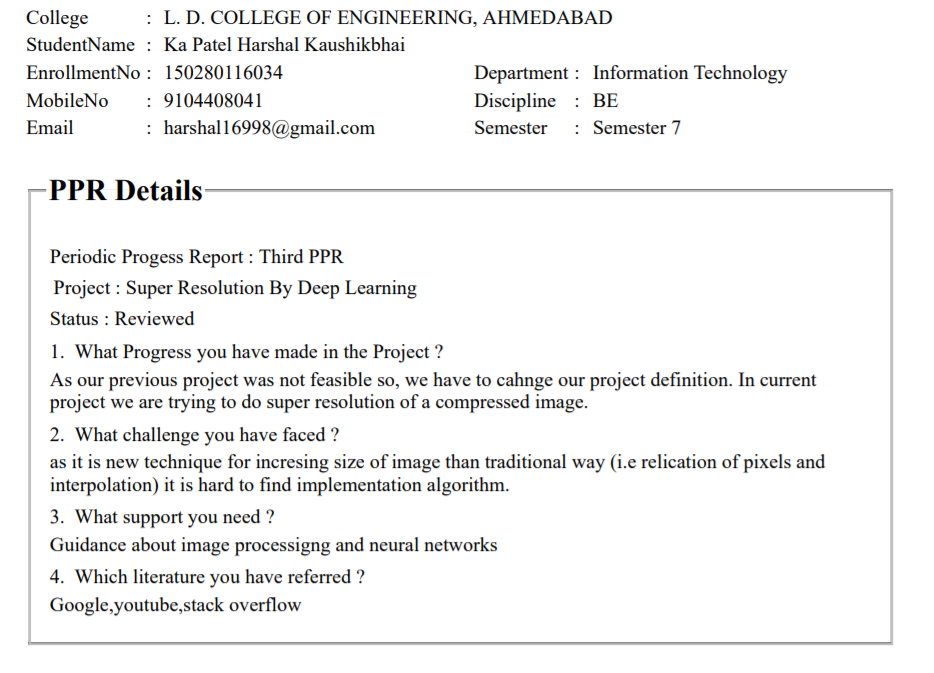 College : L. D. COLLEGE OF ENGINEERING, AHMEDABAD
StudentName : Ka Patel Harshal Kaushikbhai
EnrollmentNo : 150280116034 Department : Information Technology
MobileNo : 9104408041 Discipline : BE
Email : harshal16998@gmail.com Semester : Semester 7
PPR Details
Periodic Progess Report : Third PPR
Project : Super Resolution By Deep Learning
Status : Reviewed
1. What Progress you have made in the Project ?
As our previous project was not feasible so, we have to cahnge our project definition. In current
project we are trying to do super resolution of a compressed image.
2. What challenge you have faced ?
as it is new technique for incresing size of image than traditional way (i.e relication of pixels and
interpolation) it is hard to find implementation algorithm.
3. What support you need ?
Guidance about image processigng and neural networks
4. Which literature you have referred ?
Google,youtube,stack overflow